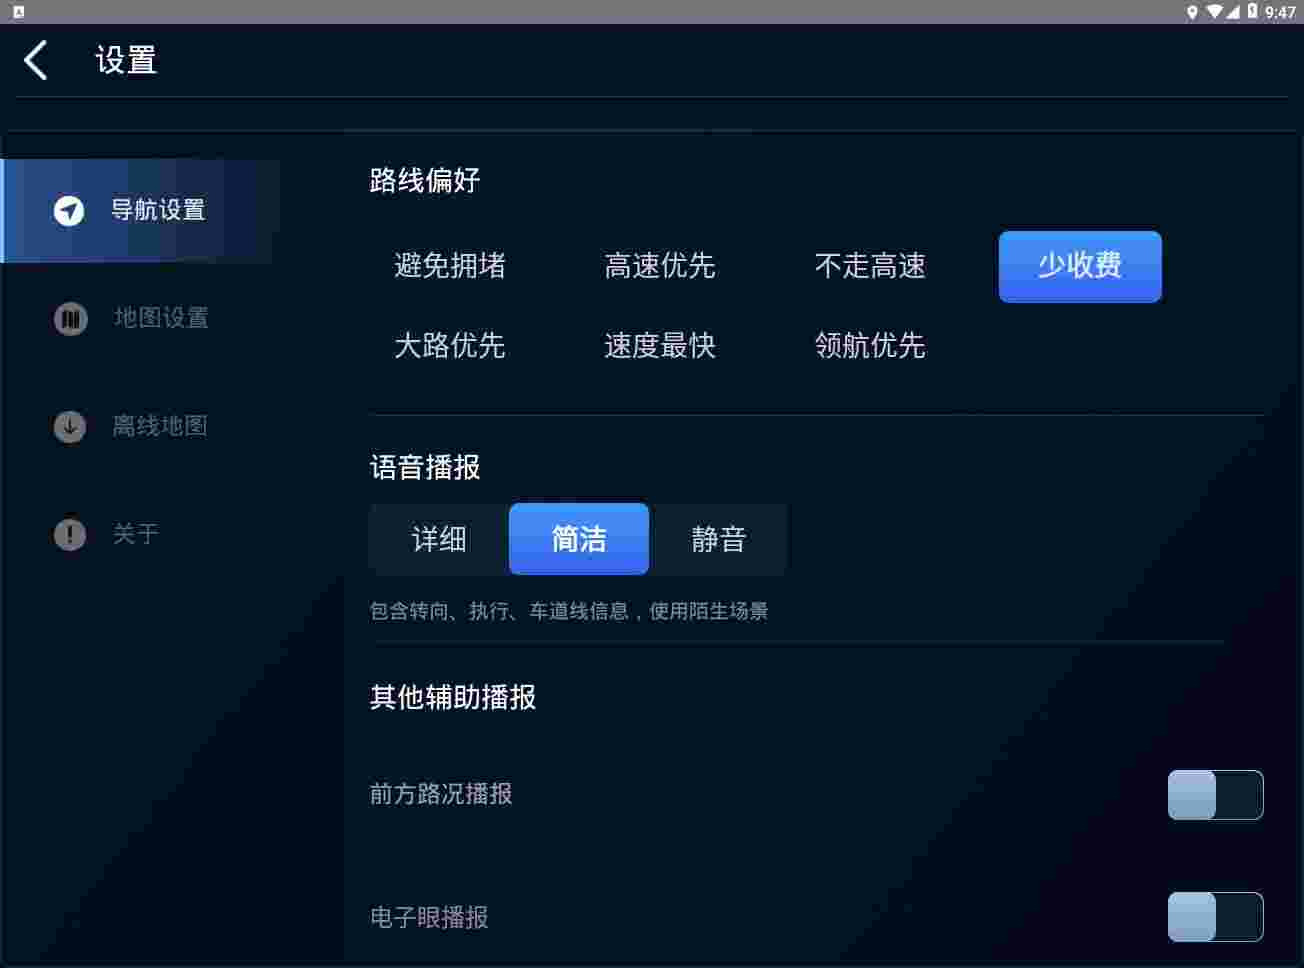 9:47
设置
导航设置
地图设置
离线地图
关于
路线偏好
避免拥堵 高速优先 不走高速 少收费
大路优先 速度最快 领航优先
语音播报
详细 简洁 静音
包含转向、执行、车道线信息，使用陌生场景
其他辅助播报
前方路况播报
电子眼播报